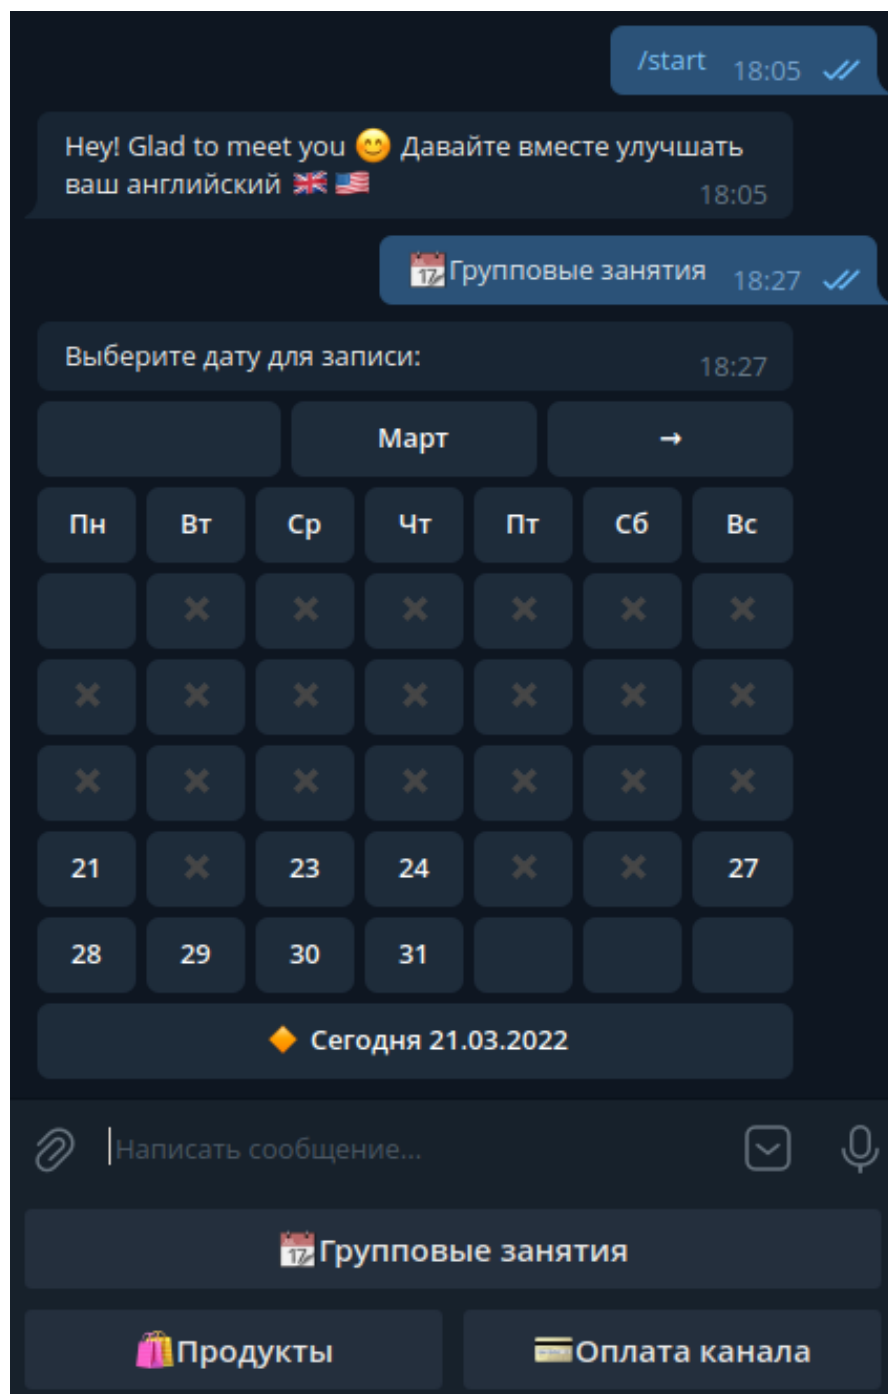 /start 18:05
Hey! Glad to meet you 😊 Давайте вместе улучшать
ваш английский 🇬🇧 🇺🇸
18:05
📆Групповые занятия 18:27
Выберите дату для записи: 18:27
Март →
Пн Вт Ср Чт Пт Сб Вс
✖ ✖ ✖ ✖ ✖ ✖
✖ ✖ ✖ ✖ ✖ ✖ ✖
✖ ✖ ✖ ✖ ✖ ✖ ✖
21 ✖ 23 24 ✖ ✖ 27
28 29 30 31
🔶 Сегодня 21.03.2022
Написать сообщение...
📆Групповые занятия
🛍Продукты 💳Оплата канала